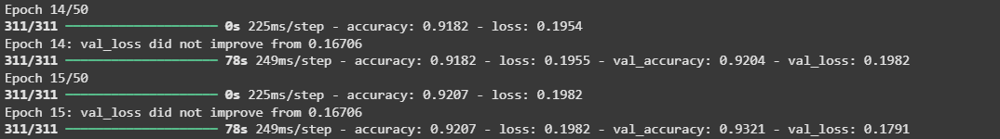 Epoch 14/50
311/311 ━━━━━━━━━━━━━━━━━━━━ 0s 225ms/step - accuracy: 0.9182 - loss: 0.1954
Epoch 14: val_loss did not improve from 0.16706
311/311 ━━━━━━━━━━━━━━━━━━━━ 78s 249ms/step - accuracy: 0.9182 - loss: 0.1955 - val_accuracy: 0.9204 - val_loss: 0.1982
Epoch 15/50
311/311 ━━━━━━━━━━━━━━━━━━━━ 0s 225ms/step - accuracy: 0.9207 - loss: 0.1982
Epoch 15: val_loss did not improve from 0.16706
311/311 ━━━━━━━━━━━━━━━━━━━━ 78s 249ms/step - accuracy: 0.9207 - loss: 0.1982 - val_accuracy: 0.9321 - val_loss: 0.1791